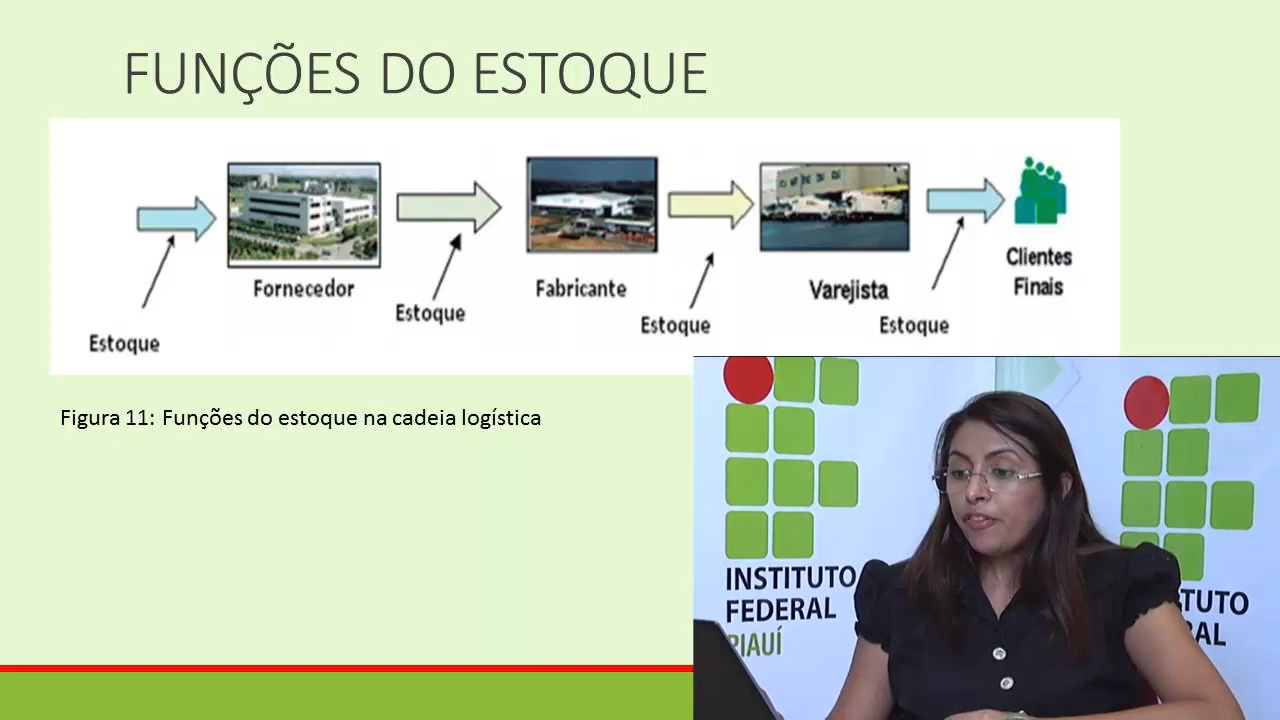 FUNÇÕES DO ESTOQUE
Fornecedor
Fabricante
Varejista
Clientes
Finais
Estoque
Estoque
Estoque
Estoque
Figura 11: Funções do estoque na cadeia logística
INSTITUTO
FEDERAL
PIAUÍ
TUTO
RAL